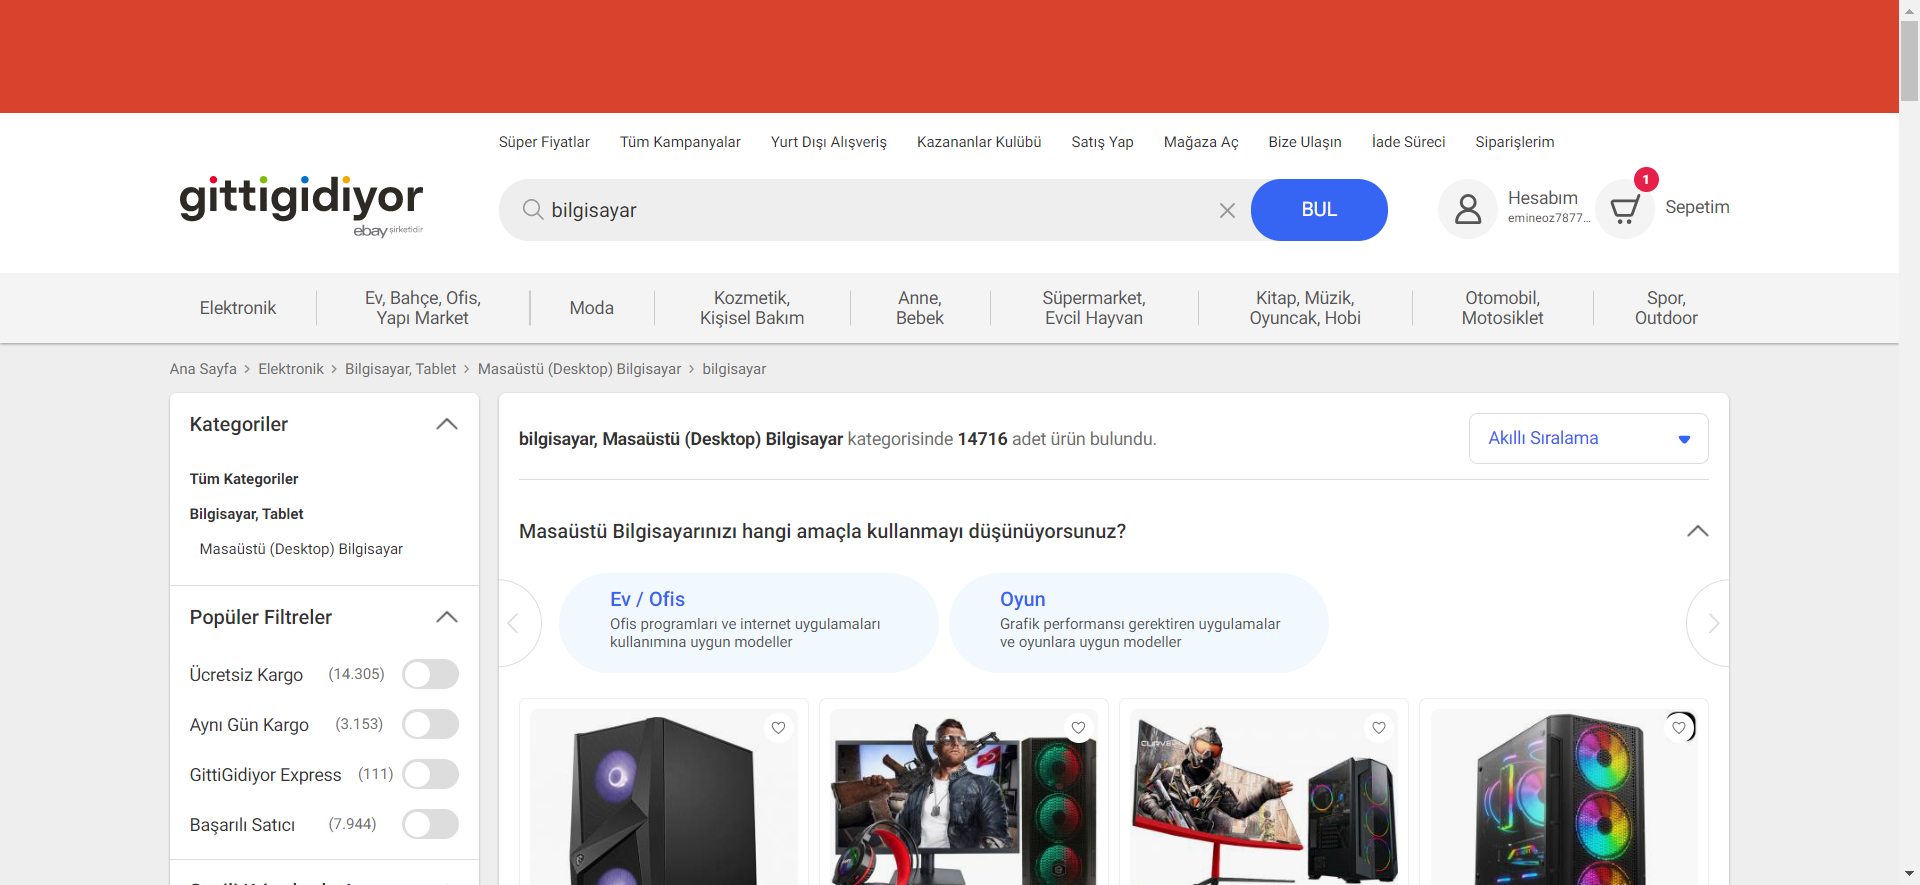 Süper Fiyatlar Tüm Kampanyalar Yurt Dışı Alışveriş Kazananlar Kulübü Satış Yap Mağaza Aç Bize Ulaşın İade Süreci Siparişlerim
gittigidiyor
ebay şirketidir
bilgisayar
BUL
Hesabım
emineoz7877...
1
Sepetim
Elektronik
Ev, Bahçe, Ofis,
Yapı Market
Moda
Kozmetik,
Kişisel Bakım
Anne,
Bebek
Süpermarket,
Evcil Hayvan
Kitap, Müzik,
Oyuncak, Hobi
Otomobil,
Motosiklet
Spor,
Outdoor
Ana Sayfa > Elektronik > Bilgisayar, Tablet > Masaüstü (Desktop) Bilgisayar > bilgisayar
Kategoriler
Tüm Kategoriler
Bilgisayar, Tablet
Masaüstü (Desktop) Bilgisayar
Popüler Filtreler
Ücretsiz Kargo (14.305)
Aynı Gün Kargo (3.153)
GittiGidiyor Express (111)
Başarılı Satıcı (7.944)
bilgisayar, Masaüstü (Desktop) Bilgisayar kategorisinde 14716 adet ürün bulundu.
Akıllı Sıralama
Masaüstü Bilgisayarınızı hangi amaçla kullanmayı düşünüyorsunuz?
Ev / Ofis
Ofis programları ve internet uygulamaları
kullanımına uygun modeller
Oyun
Grafik performansı gerektiren uygulamalar
ve oyunlara uygun modeller